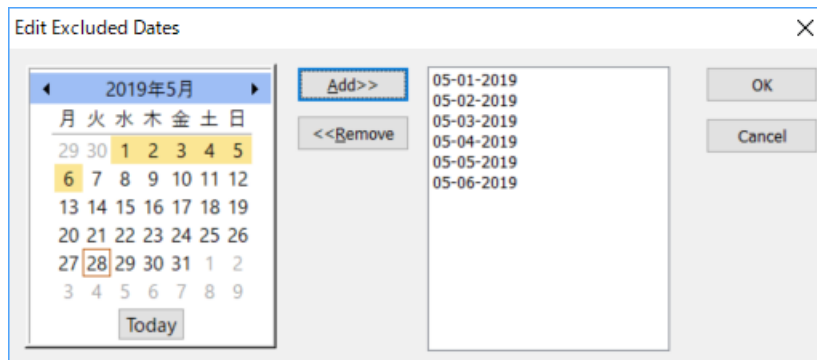 Edit Excluded Dates
2019年5月
月 火 水 木 金 土 日
29 30 1 2 3 4 5
6 7 8 9 10 11 12
13 14 15 16 17 18 19
20 21 22 23 24 25 26
27 28 29 30 31 1 2
3 4 5 6 7 8 9
Today
Add>>
<<Remove
05-01-2019
05-02-2019
05-03-2019
05-04-2019
05-05-2019
05-06-2019
OK
Cancel